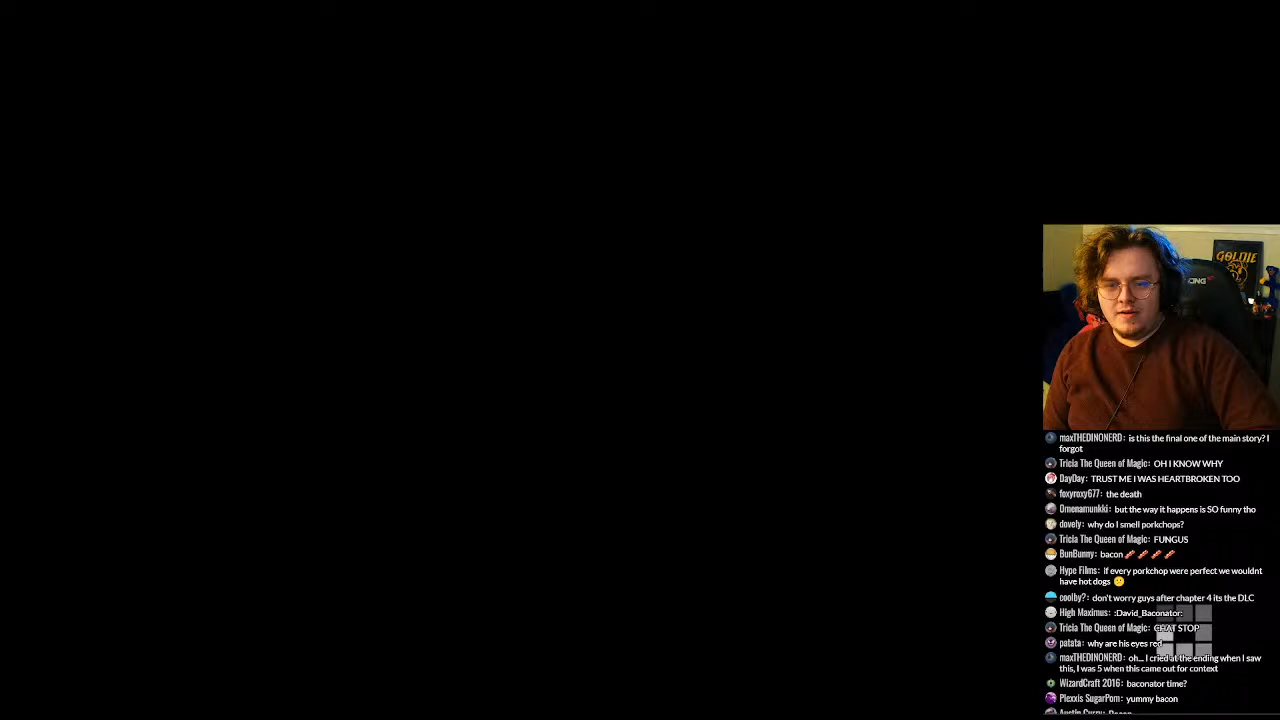 GOLDIE
maxTHEDINONERD: is this the final one of the main story? I
forgot
Tricia The Queen of Magic: OH I KNOW WHY
DayDay: TRUST ME I WAS HEARTBROKEN TOO
foxyroxy677: the death
Omenamunkki: but the way it happens is SO funny tho
dovely: why do I smell porkchops?
Tricia The Queen of Magic: FUNGUS
BunBunny: bacon 🥓 🥓 🥓 🥓
Hype Films: if every porkchop were perfect we wouldnt
have hot dogs 😕
coolby?: don't worry guys after chapter 4 its the DLC
High Maximus: :David_Baconator:
Tricia The Queen of Magic: CHAT STOP
patata: why are his eyes red
maxTHEDINONERD: oh... I cried at the ending when I saw
this, I was 5 when this came out for context
WizardCraft 2016: baconator time?
Plexxis SugarPom: yummy bacon